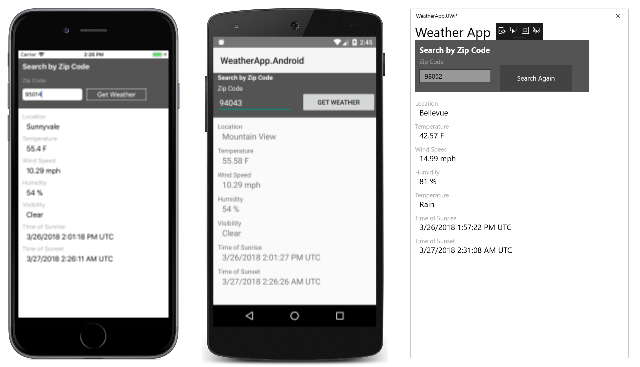 Carrier
2:26 PM
Search by Zip Code
Zip Code
95014
Get Weather
Location
Sunnyvale
Temperature
55.4 F
Wind Speed
10.29 mph
Humidity
54 %
Visibility
Clear
Time of Sunrise
3/26/2018 2:01:18 PM UTC
Time of Sunset
3/27/2018 2:26:11 AM UTC
2:45
WeatherApp.Android
Search by Zip Code
Zip Code
94043
GET WEATHER
Location
Mountain View
Temperature
55.58 F
Wind Speed
10.29 mph
Humidity
54 %
Visibility
Clear
Time of Sunrise
3/26/2018 2:01:27 PM UTC
Time of Sunset
3/27/2018 2:26:26 AM UTC
WeatherApp.UWP
Weather App
Search by Zip Code
Zip Code
98052
Search Again
Location
Bellevue
Temperature
42.57 F
Wind Speed
14.99 mph
Humidity
81 %
Temperature
Rain
Time of Sunrise
3/26/2018 1:57:22 PM UTC
Time of Sunset
3/27/2018 2:31:08 AM UTC